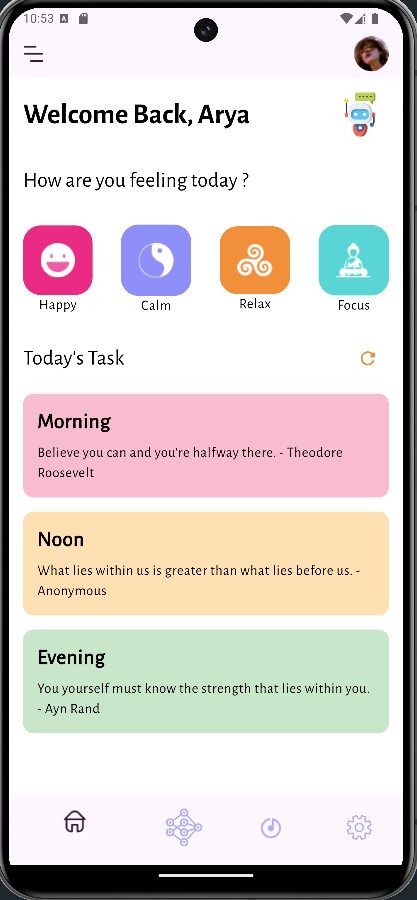 10:53
Welcome Back, Arya
How are you feeling today ?
Happy
Calm
Relax
Focus
Today's Task
Morning
Believe you can and you're halfway there. - Theodore
Roosevelt
Noon
What lies within us is greater than what lies before us. -
Anonymous
Evening
You yourself must know the strength that lies within you.
- Ayn Rand